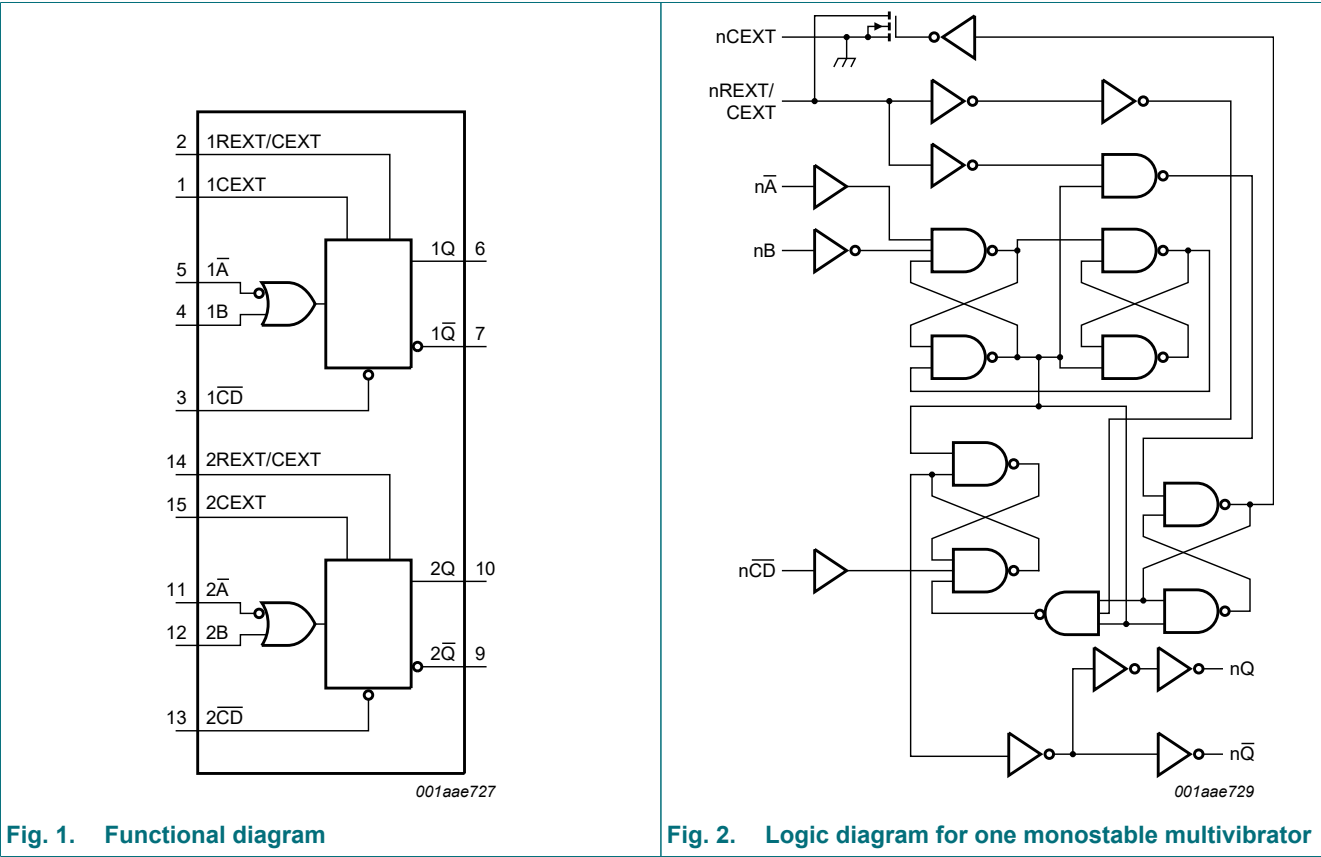 2 1REXT/CEXT
1 1CEXT
5 1A̅
4 1B
3 1C̅D̅
1Q 6
1Q̅ 7
14 2REXT/CEXT
15 2CEXT
11 2A̅
12 2B
13 2C̅D̅
2Q 10
2Q̅ 9
001aae727
Fig. 1. Functional diagram
nCEXT
nREXT/
CEXT
nA̅
nB
nC̅D̅
nQ
nQ̅
001aae729
Fig. 2. Logic diagram for one monostable multivibrator